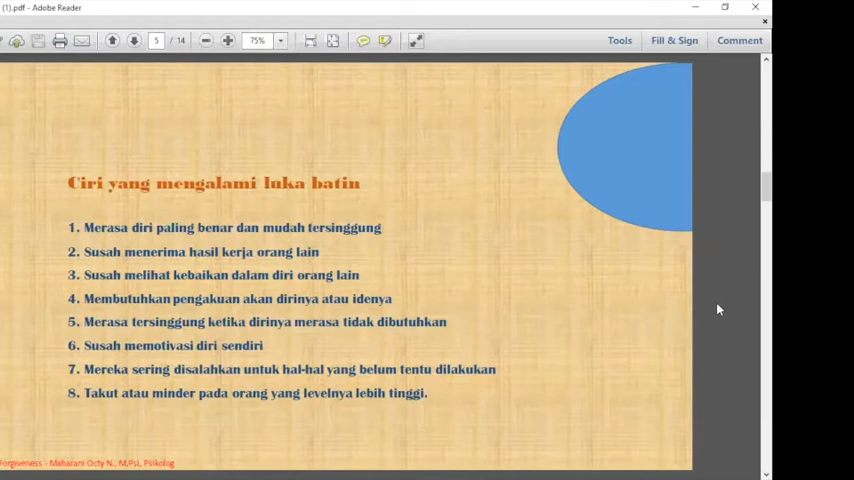 (1).pdf - Adobe Reader
5 / 14 75% Tools Fill & Sign Comment
Ciri yang mengalami luka batin
1. Merasa diri paling benar dan mudah tersinggung
2. Susah menerima hasil kerja orang lain
3. Susah melihat kebaikan dalam diri orang lain
4. Membutuhkan pengakuan akan dirinya atau idenya
5. Merasa tersinggung ketika dirinya merasa tidak dibutuhkan
6. Susah memotivasi diri sendiri
7. Mereka sering disalahkan untuk hal-hal yang belum tentu dilakukan
8. Takut atau minder pada orang yang levelnya lebih tinggi.
Forgiveness - Maharani Octy N., M.Psi, Psikolog